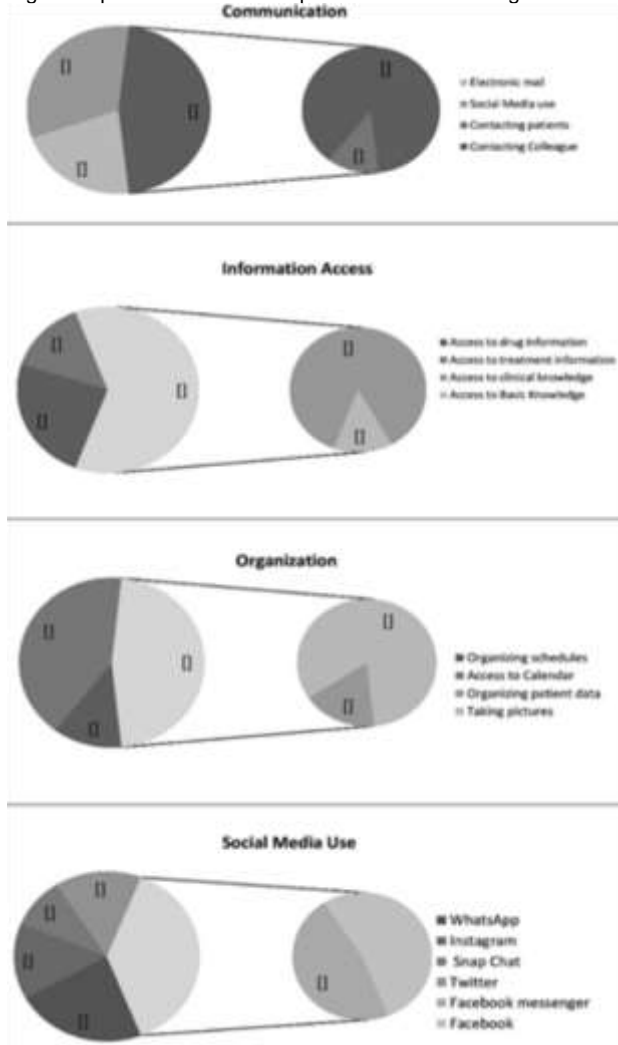 Communication
[]
[]
[]
[]
[]
Electronic mail
Social Media use
Contacting patients
Contacting Colleague
Information Access
[]
[]
[]
[]
[]
Access to drug information
Access to treatment information
Access to clinical knowledge
Access to Basic Knowledge
Organization
[]
[]
[]
[]
[]
Organizing schedules
Access to Calendar
Organizing patient data
Taking pictures
Social Media Use
[]
[]
[]
[]
[]
WhatsApp
Instagram
Snap Chat
Twitter
Facebook messenger
Facebook